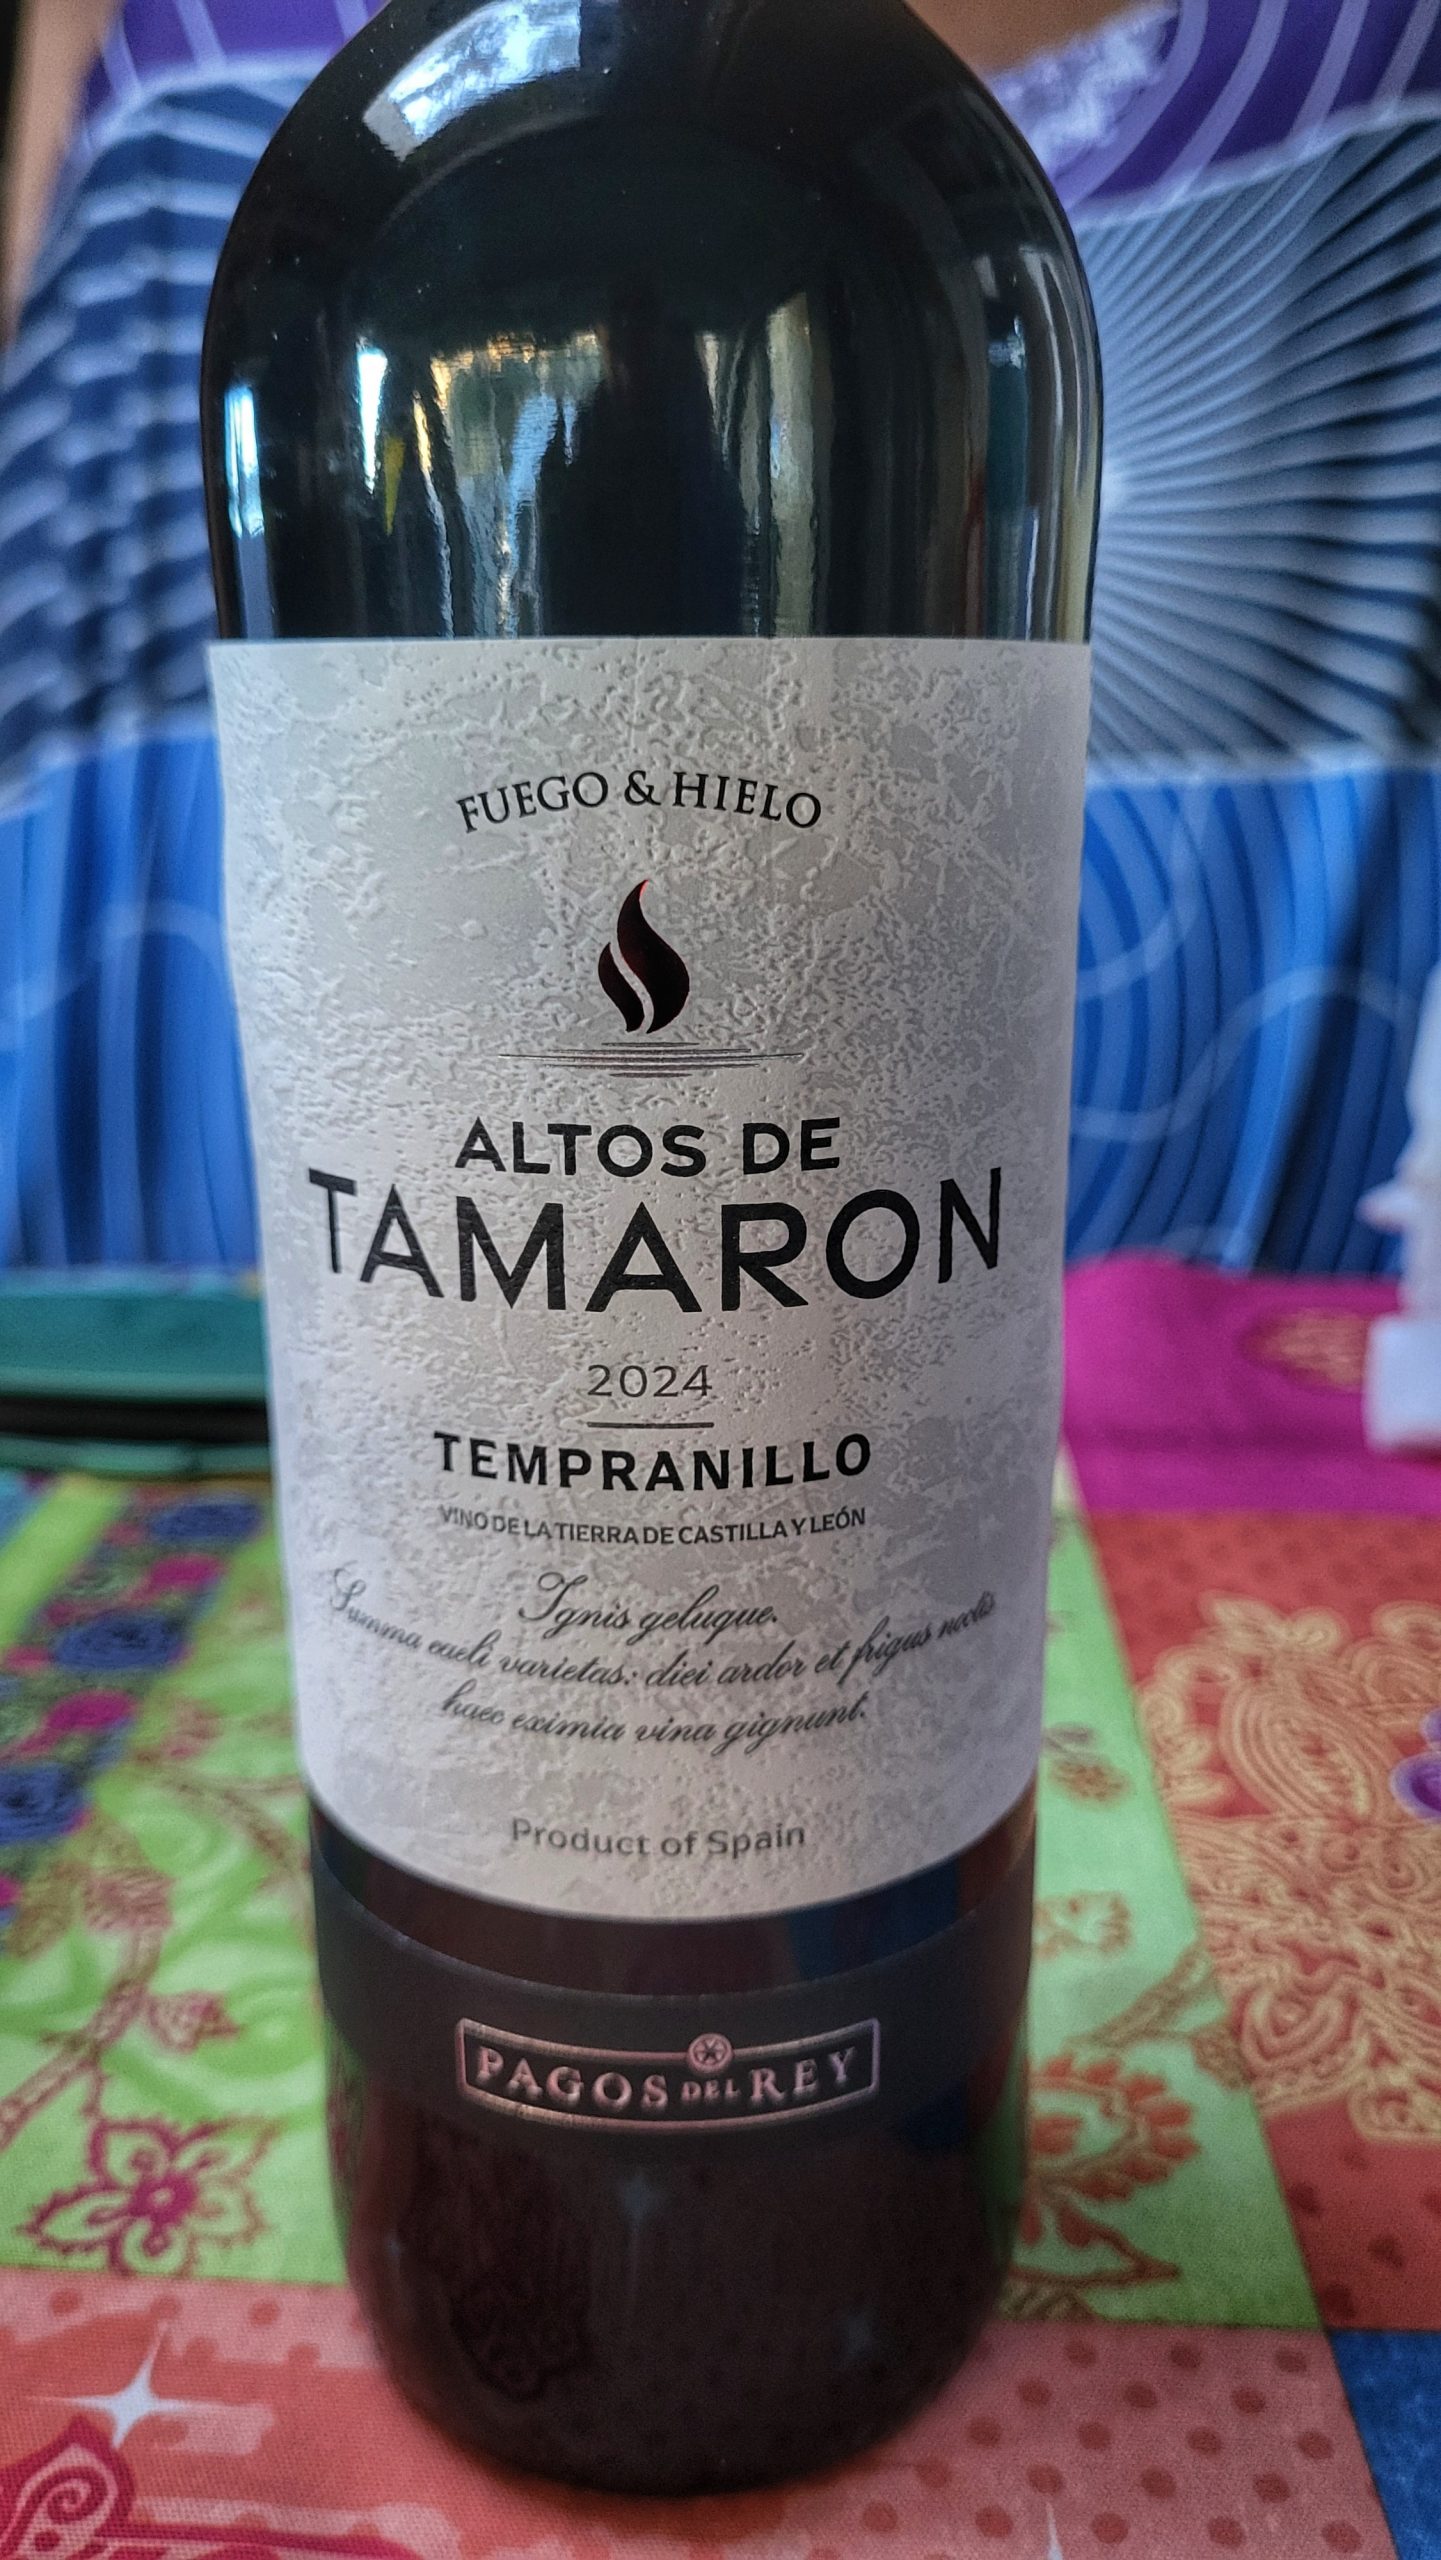 FUEGO & HIELO
ALTOS DE
TAMARON
2024
TEMPRANILLO
VINO DE LA TIERRA DE CASTILLA Y LEÓN
Ignis geluque.
Summa caeli varietas: diei ardor et frigus noctis
haec eximia vina gignunt.
Product of Spain
PAGOS DEL REY